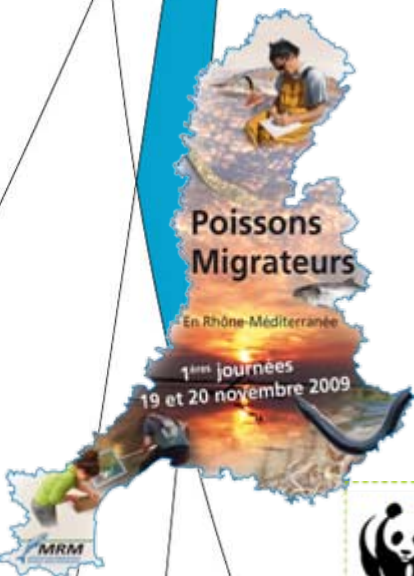 Poissons
Migrateurs
En Rhône-Méditerranée
1ères journées
19 et 20 novembre 2009
MRM